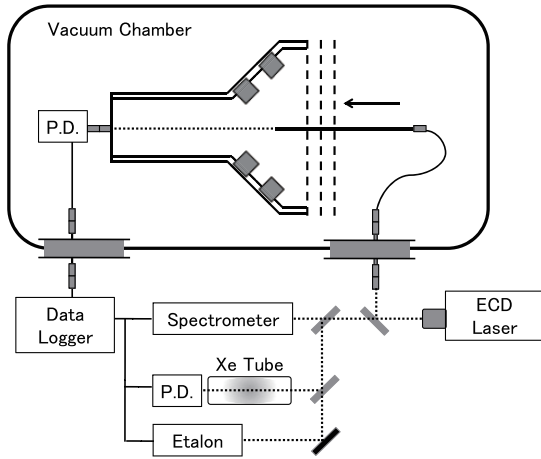 Vacuum Chamber
P.D.
Data
Logger
Spectrometer
ECD
Laser
Xe Tube
P.D.
Etalon